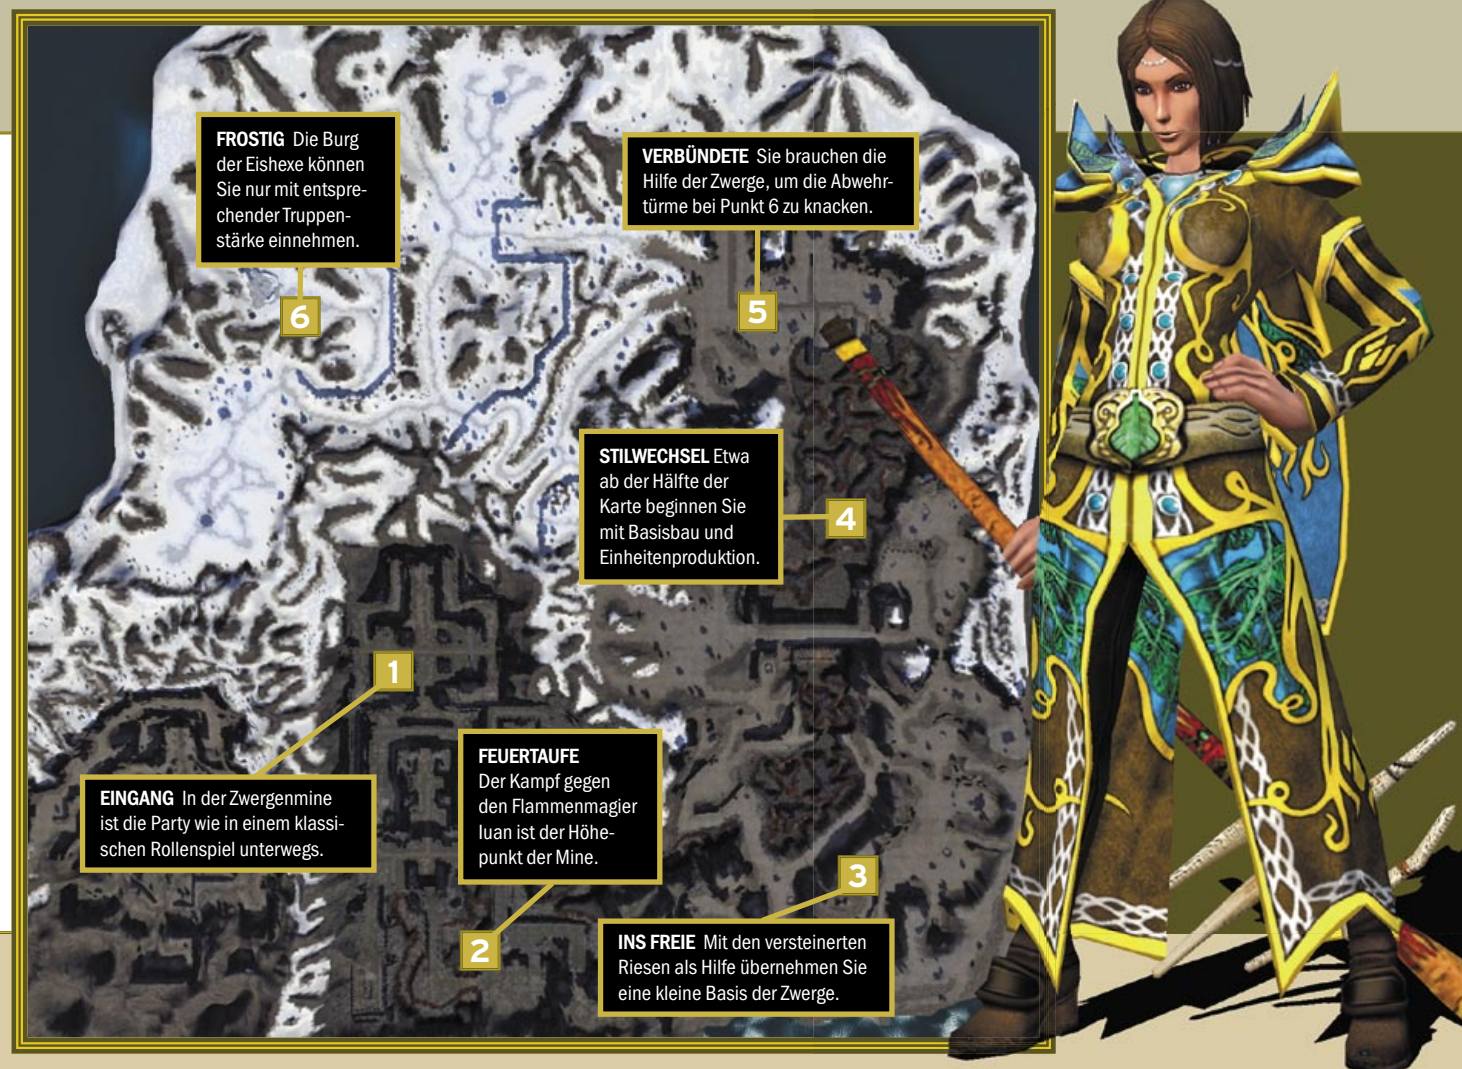 FROSTIG Die Burg
der Eishexe können
Sie nur mit entspre-
chender Truppen-
stärke einnehmen.
6
VERBÜNDETE Sie brauchen die
Hilfe der Zwerge, um die Abwehr-
türme bei Punkt 6 zu knacken.
5
STILWECHSEL Etwa
ab der Hälfte der
Karte beginnen Sie
mit Basisbau und
Einheitenproduktion.
4
1
EINGANG In der Zwergenmine
ist die Party wie in einem klassi-
schen Rollenspiel unterwegs.
FEUERTAUFE
Der Kampf gegen
den Flammenmagier
Iuan ist der Höhe-
punkt der Mine.
2
3
INS FREIE Mit den versteinerten
Riesen als Hilfe übernehmen Sie
eine kleine Basis der Zwerge.